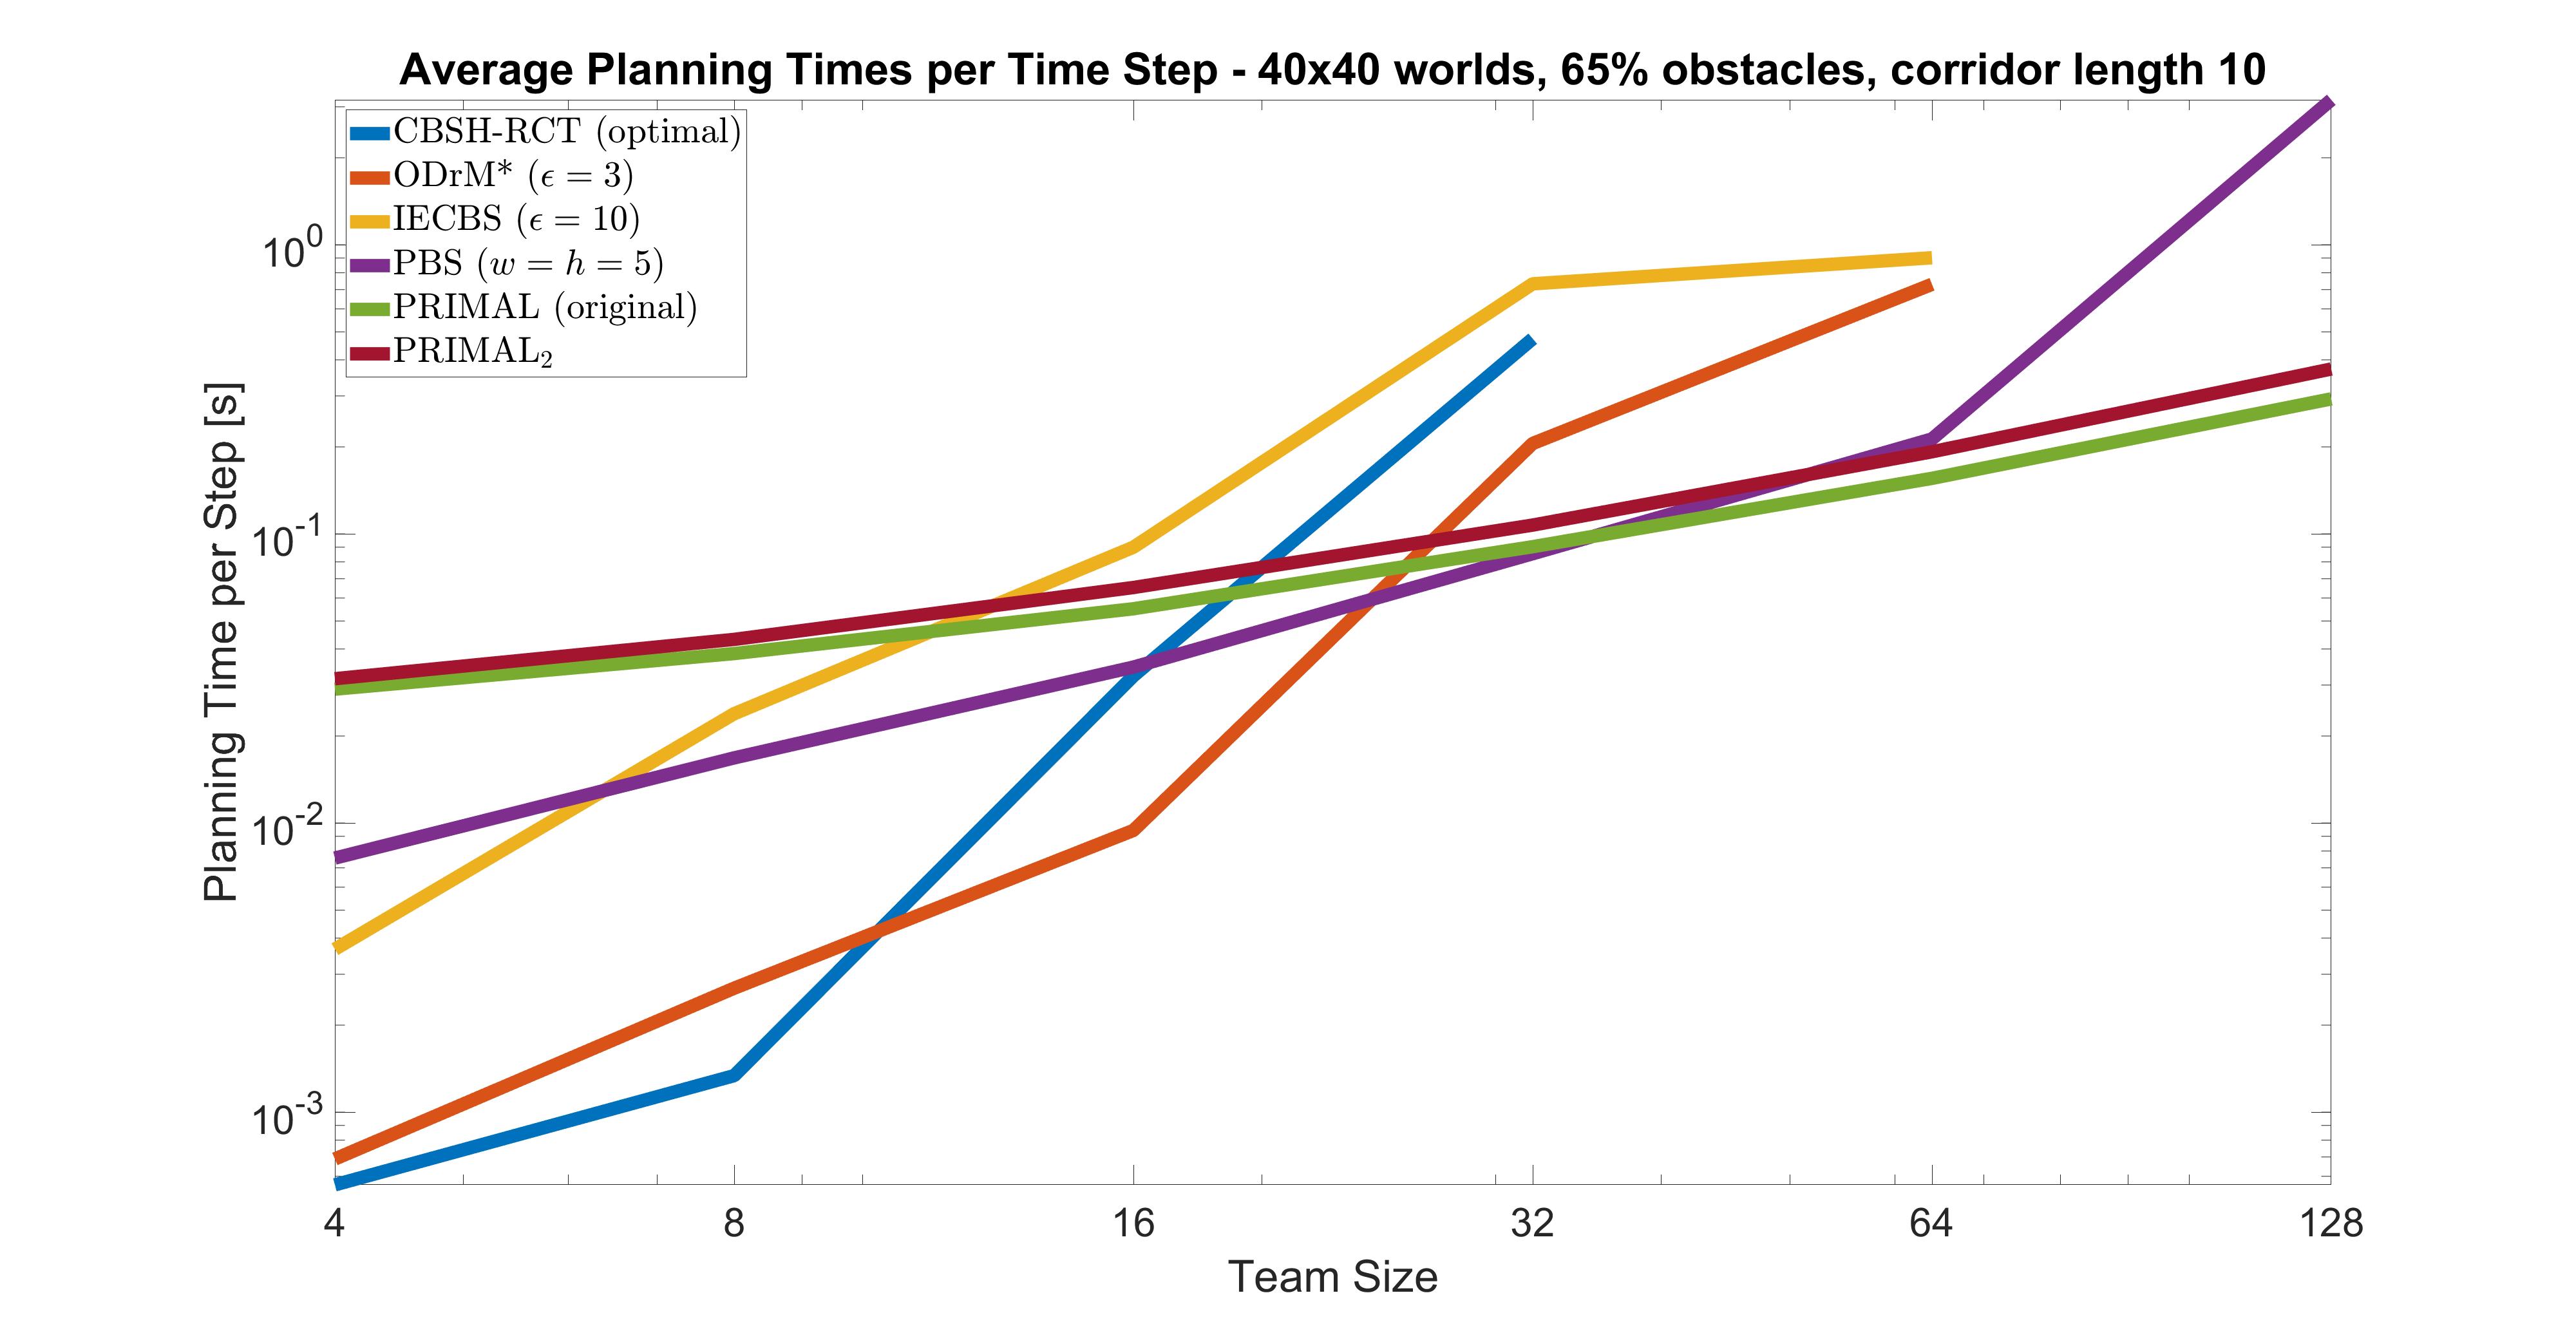 Average Planning Times per Time Step - 40x40 worlds, 65% obstacles, corridor length 10
CBSH-RCT (optimal)
ODrM* (ϵ = 3)
IECBS (ϵ = 10)
PBS (w = h = 5)
PRIMAL (original)
PRIMAL₂
Planning Time per Step [s]
10⁰
10⁻¹
10⁻²
10⁻³
4 8 16 32 64 128
Team Size